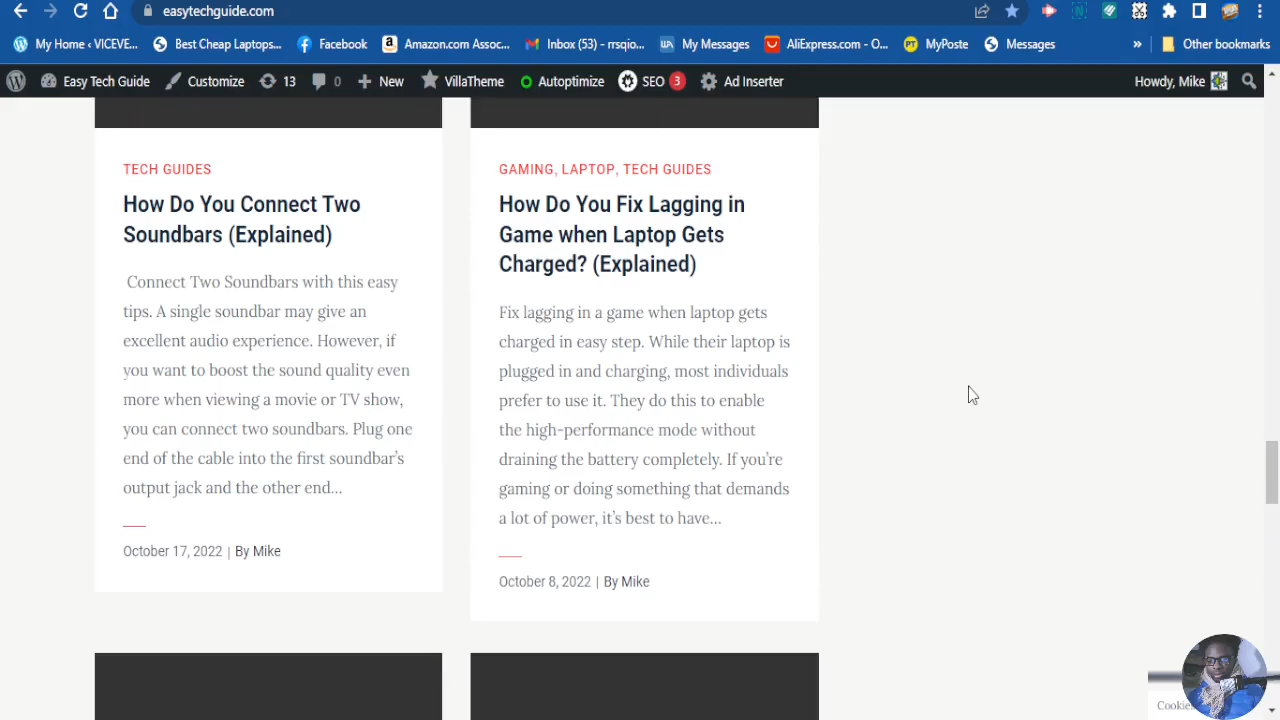 easytechguide.com
My Home ‹ VICEVE...
Best Cheap Laptops...
Facebook
Amazon.com Assoc...
Inbox (53) - rrsqio...
My Messages
AliExpress.com - O...
PT
MyPoste
Messages
»
Other bookmarks
Easy Tech Guide
Customize
13
0
New
VillaTheme
Autoptimize
SEO
3
Ad Inserter
Howdy, Mike
TECH GUIDES
How Do You Connect Two
Soundbars (Explained)
Connect Two Soundbars with this easy
tips. A single soundbar may give an
excellent audio experience. However, if
you want to boost the sound quality even
more when viewing a movie or TV show,
you can connect two soundbars. Plug one
end of the cable into the first soundbar’s
output jack and the other end...
October 17, 2022 | By Mike
GAMING, LAPTOP, TECH GUIDES
How Do You Fix Lagging in
Game when Laptop Gets
Charged? (Explained)
Fix lagging in a game when laptop gets
charged in easy step. While their laptop is
plugged in and charging, most individuals
prefer to use it. They do this to enable
the high-performance mode without
draining the battery completely. If you’re
gaming or doing something that demands
a lot of power, it’s best to have...
October 8, 2022 | By Mike